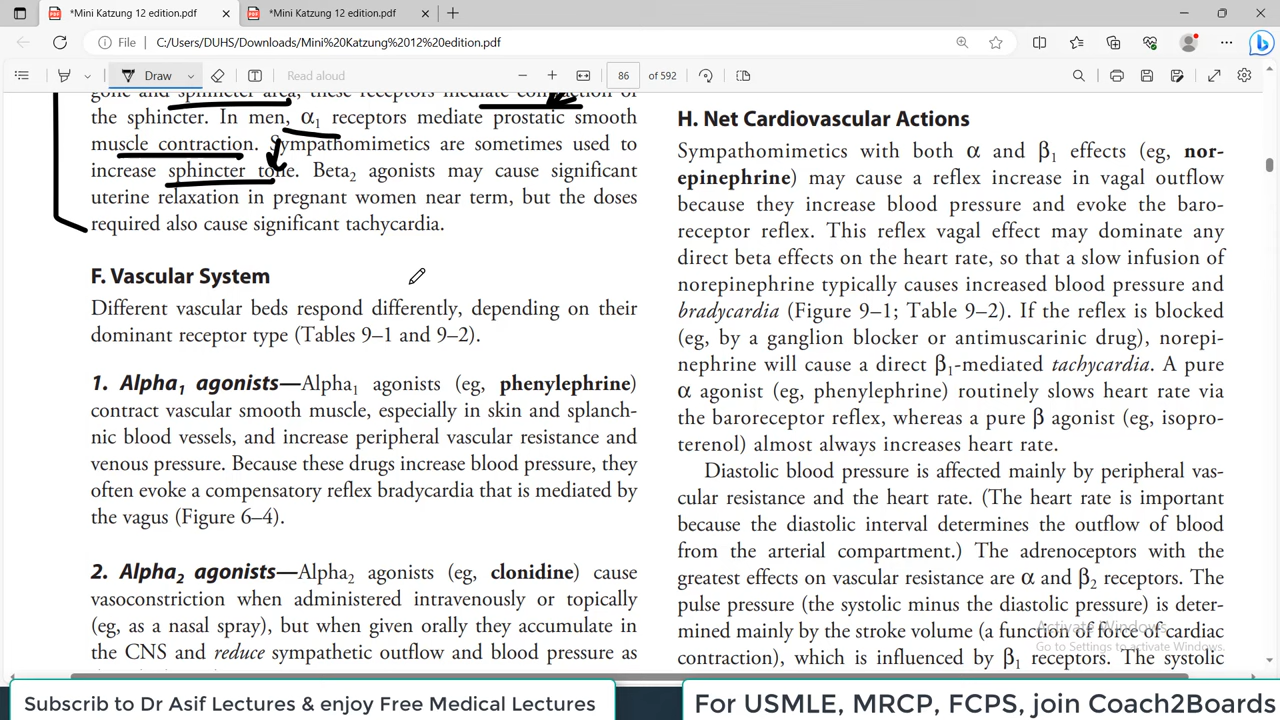 *Mini Katzung 12 edition.pdf
*Mini Katzung 12 edition.pdf
File C:/Users/DUHS/Downloads/Mini%20Katzung%2012%20edition.pdf
Draw
Read aloud
86 of 592
the sphincter. In men, α1 receptors mediate prostatic smooth
muscle contraction. Sympathomimetics are sometimes used to
increase sphincter tone. Beta2 agonists may cause significant
uterine relaxation in pregnant women near term, but the doses
required also cause significant tachycardia.
F. Vascular System
Different vascular beds respond differently, depending on their
dominant receptor type (Tables 9–1 and 9–2).
1. Alpha1 agonists—Alpha1 agonists (eg, phenylephrine)
contract vascular smooth muscle, especially in skin and splanch-
nic blood vessels, and increase peripheral vascular resistance and
venous pressure. Because these drugs increase blood pressure, they
often evoke a compensatory reflex bradycardia that is mediated by
the vagus (Figure 6–4).
2. Alpha2 agonists—Alpha2 agonists (eg, clonidine) cause
vasoconstriction when administered intravenously or topically
(eg, as a nasal spray), but when given orally they accumulate in
the CNS and reduce sympathetic outflow and blood pressure as
H. Net Cardiovascular Actions
Sympathomimetics with both α and β1 effects (eg, nor-
epinephrine) may cause a reflex increase in vagal outflow
because they increase blood pressure and evoke the baro-
receptor reflex. This reflex vagal effect may dominate any
direct beta effects on the heart rate, so that a slow infusion of
norepinephrine typically causes increased blood pressure and
bradycardia (Figure 9–1; Table 9–2). If the reflex is blocked
(eg, by a ganglion blocker or antimuscarinic drug), norepi-
nephrine will cause a direct β1-mediated tachycardia. A pure
α agonist (eg, phenylephrine) routinely slows heart rate via
the baroreceptor reflex, whereas a pure β agonist (eg, isopro-
terenol) almost always increases heart rate.
Diastolic blood pressure is affected mainly by peripheral vas-
cular resistance and the heart rate. (The heart rate is important
because the diastolic interval determines the outflow of blood
from the arterial compartment.) The adrenoceptors with the
greatest effects on vascular resistance are α and β2 receptors. The
pulse pressure (the systolic minus the diastolic pressure) is deter-
mined mainly by the stroke volume (a function of force of cardiac
contraction), which is influenced by β1 receptors. The systolic
Activate Windows
Go to Settings to activate Windows.
Subscrib to Dr Asif Lectures & enjoy Free Medical Lectures
For USMLE, MRCP, FCPS, join Coach2Boards